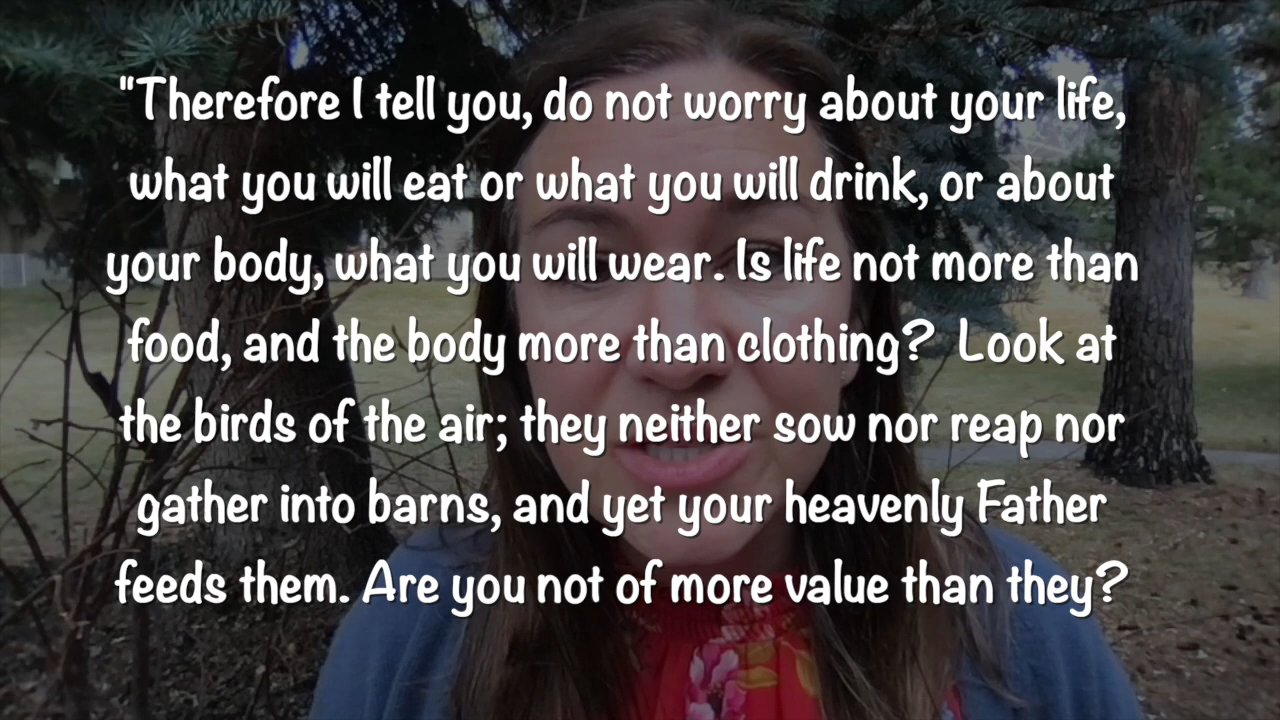 "Therefore I tell you, do not worry about your life,
what you will eat or what you will drink, or about
your body, what you will wear. Is life not more than
food, and the body more than clothing?  Look at
the birds of the air; they neither sow nor reap nor
gather into barns, and yet your heavenly Father
feeds them. Are you not of more value than they?